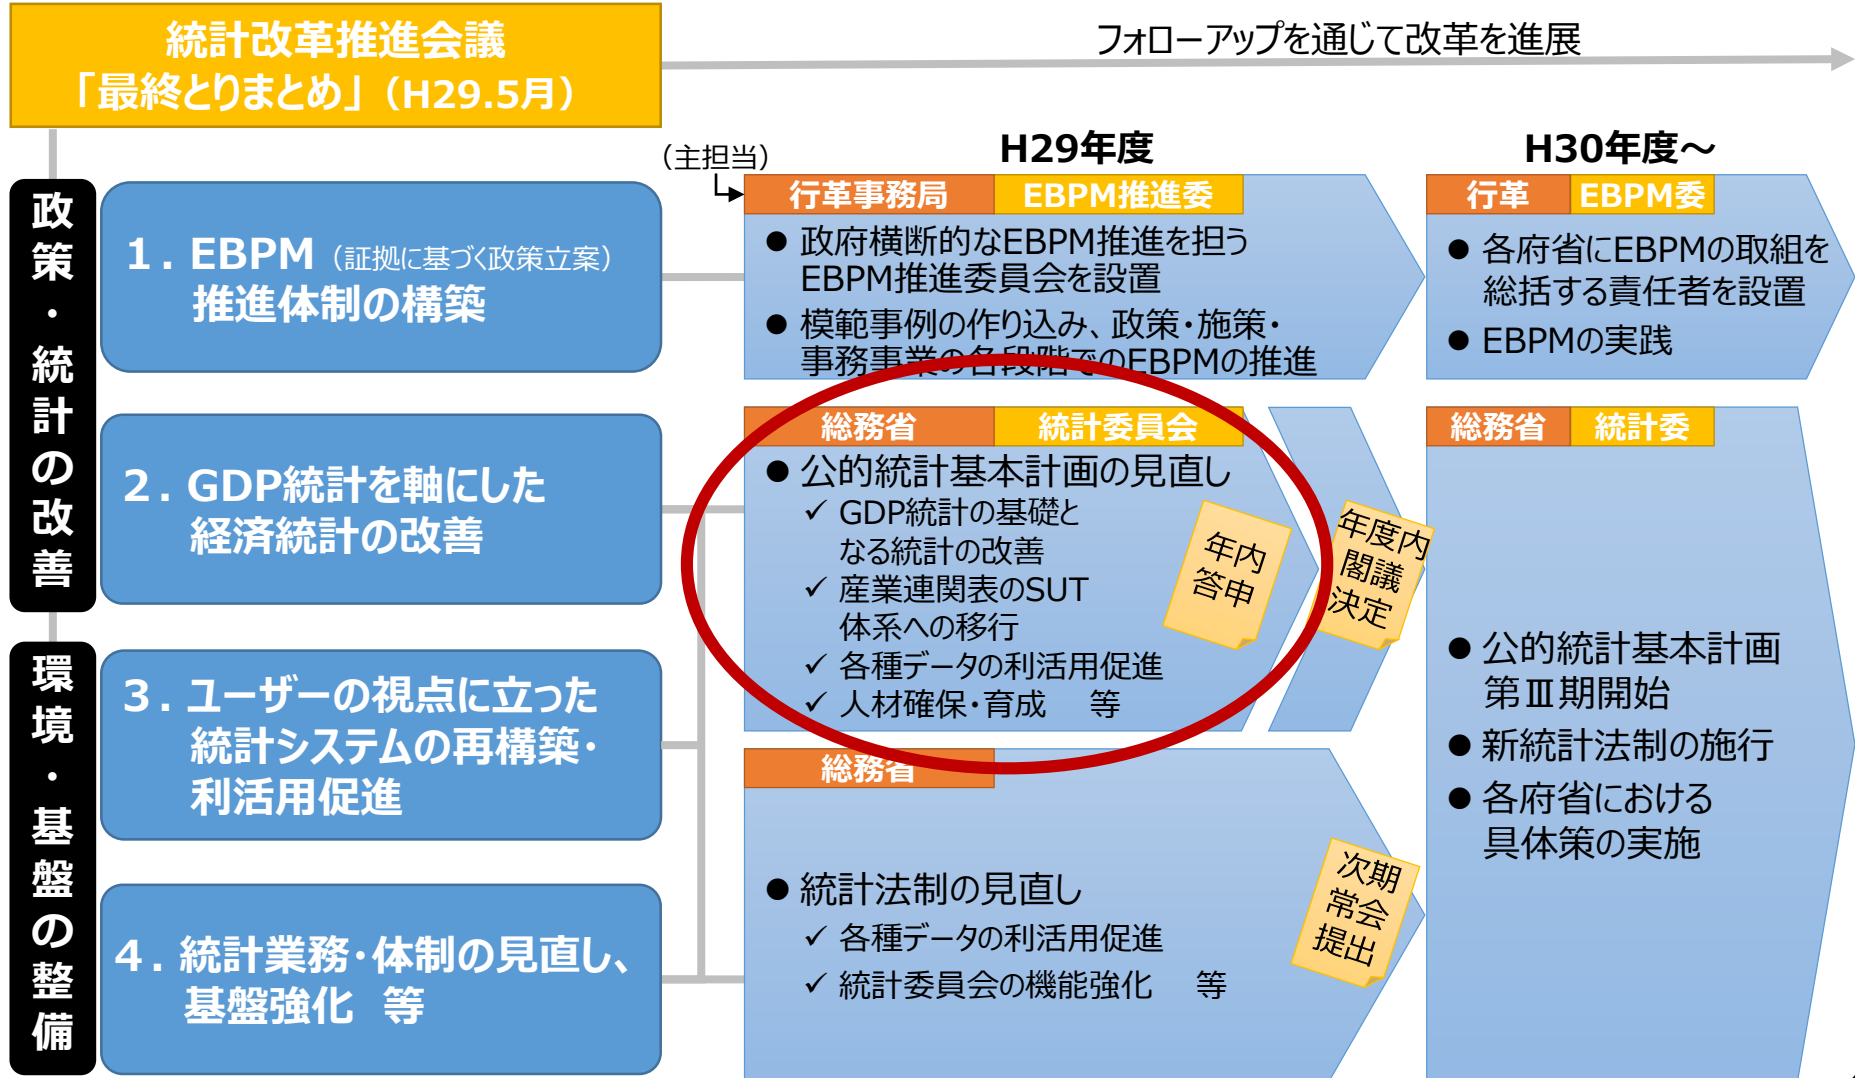 統計改革推進会議
「最終とりまとめ」（H29.5月）
フォローアップを通じて改革を進展
（主担当）
H29年度
H30年度～
政策・統計の改善
環境・基盤の整備
１．EBPM（証拠に基づく政策立案）
推進体制の構築
２．GDP統計を軸にした
経済統計の改善
３．ユーザーの視点に立った
統計システムの再構築・
利活用促進
４．統計業務・体制の見直し、
基盤強化　等
行革事務局
EBPM推進委
● 政府横断的なEBPM推進を担う
EBPM推進委員会を設置
● 模範事例の作り込み、政策・施策・
事務事業の各段階でのEBPMの推進
行革
EBPM委
● 各府省にEBPMの取組を
総括する責任者を設置
● EBPMの実践
総務省
統計委員会
● 公的統計基本計画の見直し
✓ GDP統計の基礎と
なる統計の改善
✓ 産業連関表のSUT
体系への移行
✓ 各種データの利活用促進
✓ 人材確保・育成　等
年内
答申
年度内
閣議
決定
総務省
● 統計法制の見直し
✓ 各種データの利活用促進
✓ 統計委員会の機能強化　等
次期
常会
提出
総務省
統計委
● 公的統計基本計画
第Ⅲ期開始
● 新統計法制の施行
● 各府省における
具体策の実施